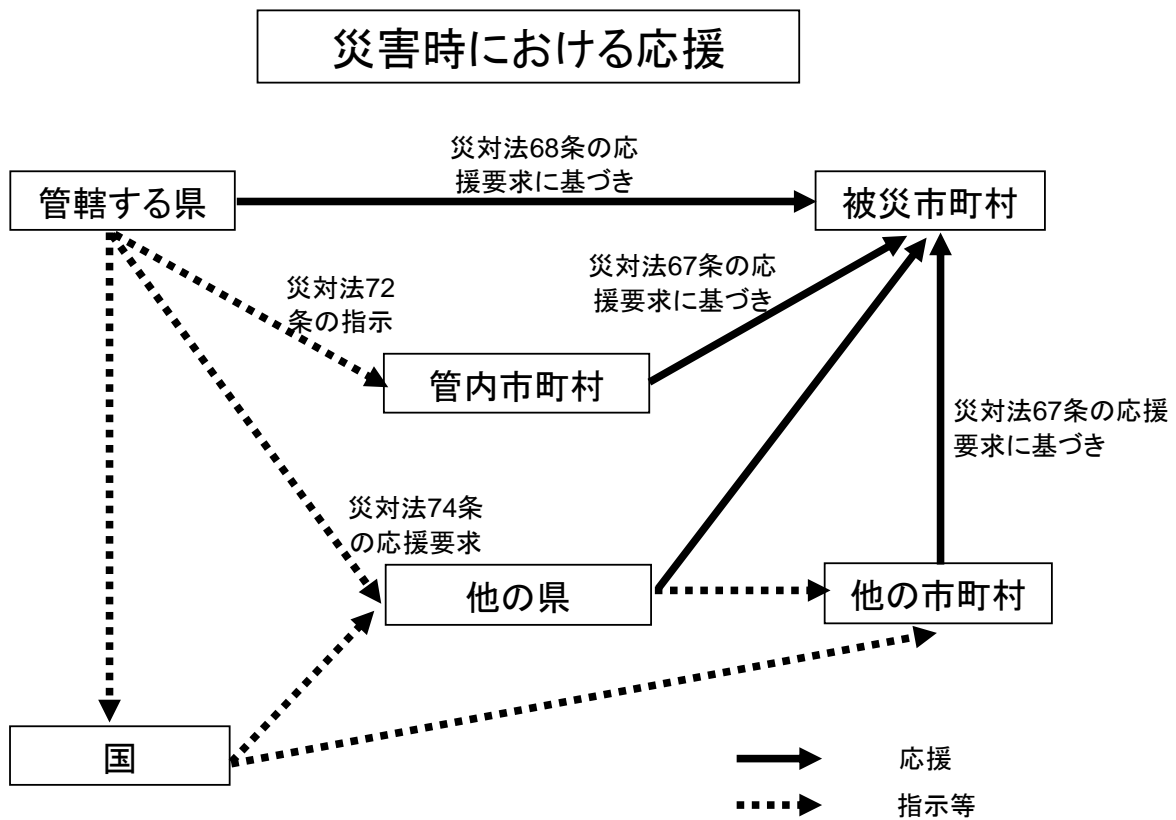 災害時における応援
災対法68条の応
援要求に基づき
管轄する県
被災市町村
災対法67条の応
援要求に基づき
災対法72
条の指示
管内市町村
災対法67条の応援
要求に基づき
災対法74条
の応援要求
他の県
他の市町村
国
応援
指示等